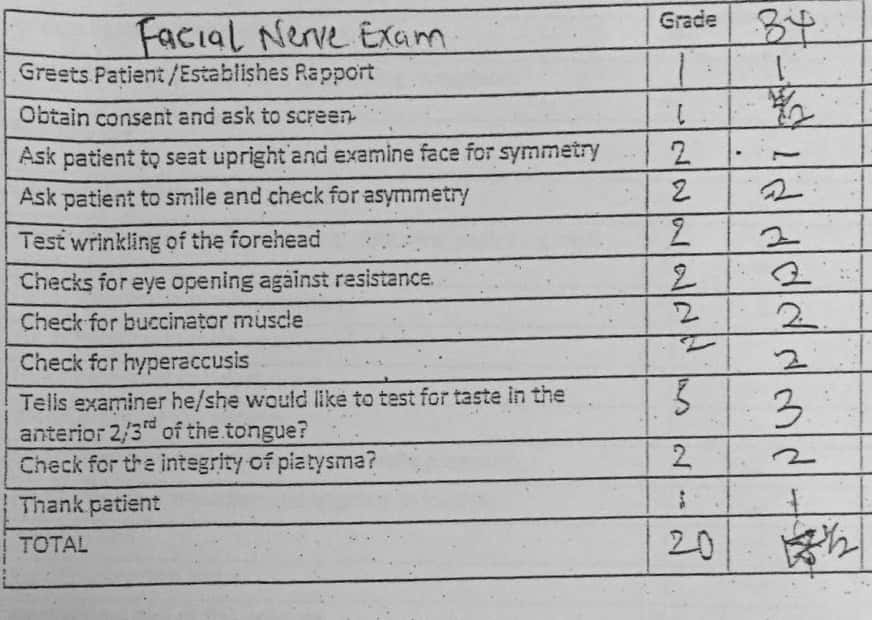 Facial Nerve Exam Grade 34
Greets Patient/Establishes Rapport 1 1
Obtain consent and ask to screen 1 1/2
Ask patient to seat upright and examine face for symmetry 2 -
Ask patient to smile and check for asymmetry 2 2
Test wrinkling of the forehead 2 2
Checks for eye opening against resistance. 2 2
Check for buccinator muscle 2 2
Check for hyperaccusis 2 2
Tells examiner he/she would like to test for taste in the 3 3
anterior 2/3rd of the tongue?
Check for the integrity of platysma? 2 2
Thank patient 1 1
TOTAL 20